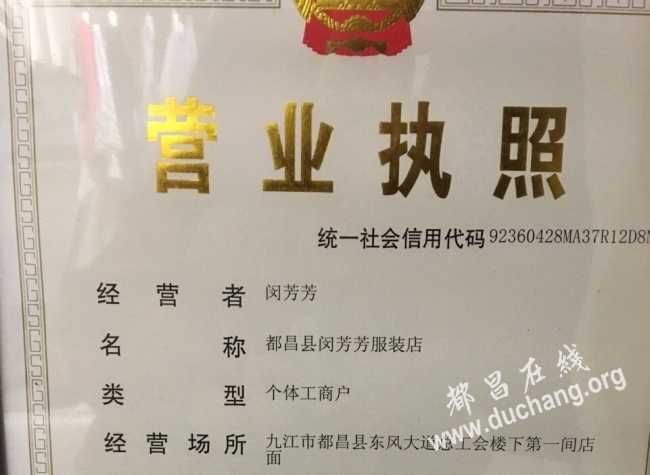 营业执照
统一社会信用代码 92360428MA37R12D8N
经营者 闵芳芳
名称 都昌县闵芳芳服装店
类型 个体工商户
经营场所 九江市都昌县东风大道总工会楼下第一间店
面
都昌在线
www.duchang.org